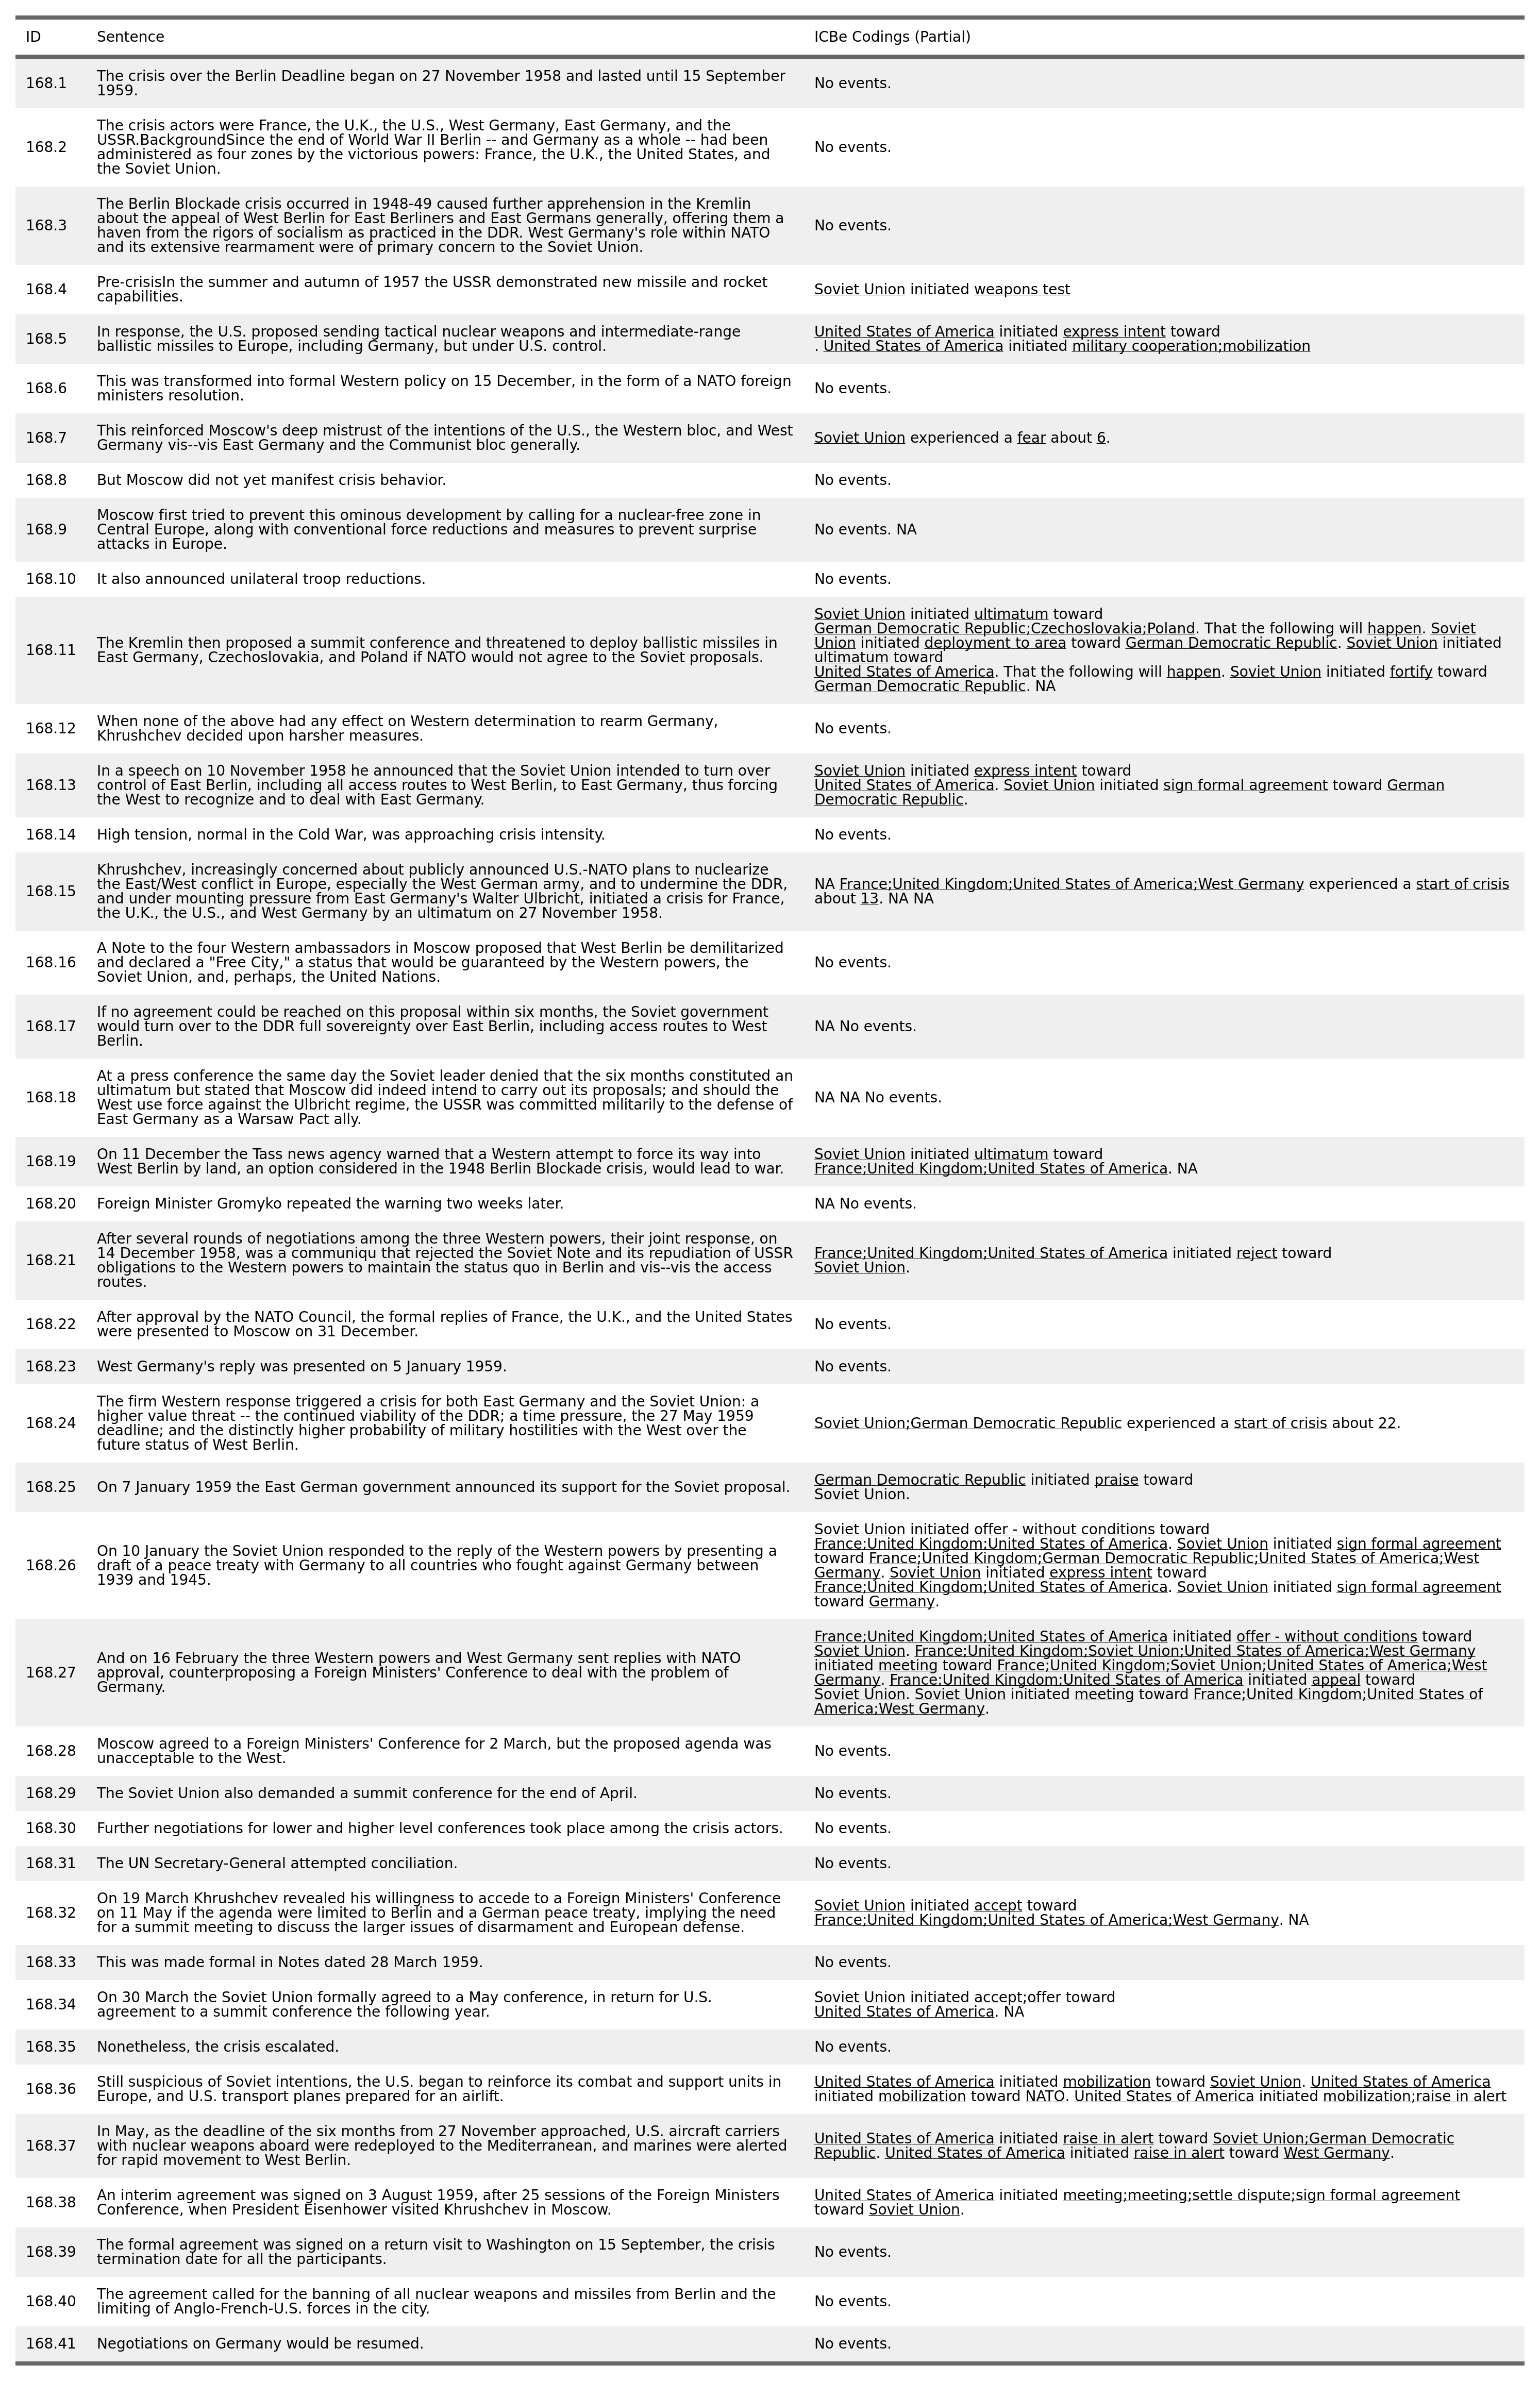 ID Sentence ICBe Codings (Partial)
168.1 The crisis over the Berlin Deadline began on 27 November 1958 and lasted until 15 September
1959. No events.
168.2 The crisis actors were France, the U.K., the U.S., West Germany, East Germany, and the
USSR.BackgroundSince the end of World War II Berlin -- and Germany as a whole -- had been
administered as four zones by the victorious powers: France, the U.K., the United States, and
the Soviet Union.
No events.
168.3 The Berlin Blockade crisis occurred in 1948-49 caused further apprehension in the Kremlin
about the appeal of West Berlin for East Berliners and East Germans generally, offering them a
haven from the rigors of socialism as practiced in the DDR. West Germany's role within NATO
and its extensive rearmament were of primary concern to the Soviet Union.
No events.
168.4 Pre-crisisIn the summer and autumn of 1957 the USSR demonstrated new missile and rocket
capabilities.
Soviet Union initiated weapons test
168.5 In response, the U.S. proposed sending tactical nuclear weapons and intermediate-range
ballistic missiles to Europe, including Germany, but under U.S. control.
United States of America initiated express intent toward
. United States of America initiated military cooperation;mobilization
168.6 This was transformed into formal Western policy on 15 December, in the form of a NATO foreign
ministers resolution.
No events.
168.7 This reinforced Moscow's deep mistrust of the intentions of the U.S., the Western bloc, and West
Germany vis--vis East Germany and the Communist bloc generally.
Soviet Union experienced a fear about 6.
168.8 But Moscow did not yet manifest crisis behavior. No events.
168.9 Moscow first tried to prevent this ominous development by calling for a nuclear-free zone in
Central Europe, along with conventional force reductions and measures to prevent surprise
attacks in Europe.
No events. NA
168.10 It also announced unilateral troop reductions. No events.
168.11 The Kremlin then proposed a summit conference and threatened to deploy ballistic missiles in
East Germany, Czechoslovakia, and Poland if NATO would not agree to the Soviet proposals.
Soviet Union initiated ultimatum toward
German Democratic Republic;Czechoslovakia;Poland. That the following will happen. Soviet
Union initiated deployment to area toward German Democratic Republic. Soviet Union initiated
ultimatum toward
United States of America. That the following will happen. Soviet Union initiated fortify toward
German Democratic Republic. NA
168.12 When none of the above had any effect on Western determination to rearm Germany,
Khrushchev decided upon harsher measures.
No events.
168.13 In a speech on 10 November 1958 he announced that the Soviet Union intended to turn over
control of East Berlin, including all access routes to West Berlin, to East Germany, thus forcing
the West to recognize and to deal with East Germany.
Soviet Union initiated express intent toward
United States of America. Soviet Union initiated sign formal agreement toward German
Democratic Republic.
168.14 High tension, normal in the Cold War, was approaching crisis intensity. No events.
168.15 Khrushchev, increasingly concerned about publicly announced U.S.-NATO plans to nuclearize
the East/West conflict in Europe, especially the West German army, and to undermine the DDR,
and under mounting pressure from East Germany's Walter Ulbricht, initiated a crisis for France,
the U.K., the U.S., and West Germany by an ultimatum on 27 November 1958.
NA France;United Kingdom;United States of America;West Germany experienced a start of crisis
about 13. NA NA
168.16 A Note to the four Western ambassadors in Moscow proposed that West Berlin be demilitarized
and declared a "Free City," a status that would be guaranteed by the Western powers, the
Soviet Union, and, perhaps, the United Nations.
No events.
168.17 If no agreement could be reached on this proposal within six months, the Soviet government
would turn over to the DDR full sovereignty over East Berlin, including access routes to West
Berlin.
NA No events.
168.18 At a press conference the same day the Soviet leader denied that the six months constituted an
ultimatum but stated that Moscow did indeed intend to carry out its proposals; and should the
West use force against the Ulbricht regime, the USSR was committed militarily to the defense of
East Germany as a Warsaw Pact ally.
NA NA No events.
168.19 On 11 December the Tass news agency warned that a Western attempt to force its way into
West Berlin by land, an option considered in the 1948 Berlin Blockade crisis, would lead to war.
Soviet Union initiated ultimatum toward
France;United Kingdom;United States of America. NA
168.20 Foreign Minister Gromyko repeated the warning two weeks later. NA No events.
168.21 After several rounds of negotiations among the three Western powers, their joint response, on
14 December 1958, was a communiqu that rejected the Soviet Note and its repudiation of USSR
obligations to the Western powers to maintain the status quo in Berlin and vis--vis the access
routes.
France;United Kingdom;United States of America initiated reject toward
Soviet Union.
168.22 After approval by the NATO Council, the formal replies of France, the U.K., and the United States
were presented to Moscow on 31 December.
No events.
168.23 West Germany's reply was presented on 5 January 1959. No events.
168.24 The firm Western response triggered a crisis for both East Germany and the Soviet Union: a
higher value threat -- the continued viability of the DDR; a time pressure, the 27 May 1959
deadline; and the distinctly higher probability of military hostilities with the West over the
future status of West Berlin.
Soviet Union;German Democratic Republic experienced a start of crisis about 22.
168.25 On 7 January 1959 the East German government announced its support for the Soviet proposal.
German Democratic Republic initiated praise toward
Soviet Union.
168.26 On 10 January the Soviet Union responded to the reply of the Western powers by presenting a
draft of a peace treaty with Germany to all countries who fought against Germany between
1939 and 1945.
Soviet Union initiated offer - without conditions toward
France;United Kingdom;United States of America. Soviet Union initiated sign formal agreement
toward France;United Kingdom;German Democratic Republic;United States of America;West
Germany. Soviet Union initiated express intent toward
France;United Kingdom;United States of America. Soviet Union initiated sign formal agreement
toward Germany.
168.27 And on 16 February the three Western powers and West Germany sent replies with NATO
approval, counterproposing a Foreign Ministers' Conference to deal with the problem of
Germany.
France;United Kingdom;United States of America initiated offer - without conditions toward
Soviet Union. France;United Kingdom;Soviet Union;United States of America;West Germany
initiated meeting toward France;United Kingdom;Soviet Union;United States of America;West
Germany. France;United Kingdom;United States of America initiated appeal toward
Soviet Union. Soviet Union initiated meeting toward France;United Kingdom;United States of
America;West Germany.
168.28 Moscow agreed to a Foreign Ministers' Conference for 2 March, but the proposed agenda was
unacceptable to the West.
No events.
168.29 The Soviet Union also demanded a summit conference for the end of April. No events.
168.30 Further negotiations for lower and higher level conferences took place among the crisis actors. No events.
168.31 The UN Secretary-General attempted conciliation. No events.
168.32 On 19 March Khrushchev revealed his willingness to accede to a Foreign Ministers' Conference
on 11 May if the agenda were limited to Berlin and a German peace treaty, implying the need
for a summit meeting to discuss the larger issues of disarmament and European defense.
Soviet Union initiated accept toward
France;United Kingdom;United States of America;West Germany. NA
168.33 This was made formal in Notes dated 28 March 1959. No events.
168.34 On 30 March the Soviet Union formally agreed to a May conference, in return for U.S.
agreement to a summit conference the following year.
Soviet Union initiated accept;offer toward
United States of America. NA
168.35 Nonetheless, the crisis escalated. No events.
168.36 Still suspicious of Soviet intentions, the U.S. began to reinforce its combat and support units in
Europe, and U.S. transport planes prepared for an airlift.
United States of America initiated mobilization toward Soviet Union. United States of America
initiated mobilization toward NATO. United States of America initiated mobilization;raise in alert
168.37 In May, as the deadline of the six months from 27 November approached, U.S. aircraft carriers
with nuclear weapons aboard were redeployed to the Mediterranean, and marines were alerted
for rapid movement to West Berlin.
United States of America initiated raise in alert toward Soviet Union;German Democratic
Republic. United States of America initiated raise in alert toward West Germany.
168.38 An interim agreement was signed on 3 August 1959, after 25 sessions of the Foreign Ministers
Conference, when President Eisenhower visited Khrushchev in Moscow.
United States of America initiated meeting;meeting;settle dispute;sign formal agreement
toward Soviet Union.
168.39 The formal agreement was signed on a return visit to Washington on 15 September, the crisis
termination date for all the participants.
No events.
168.40 The agreement called for the banning of all nuclear weapons and missiles from Berlin and the
limiting of Anglo-French-U.S. forces in the city.
No events.
168.41 Negotiations on Germany would be resumed. No events.